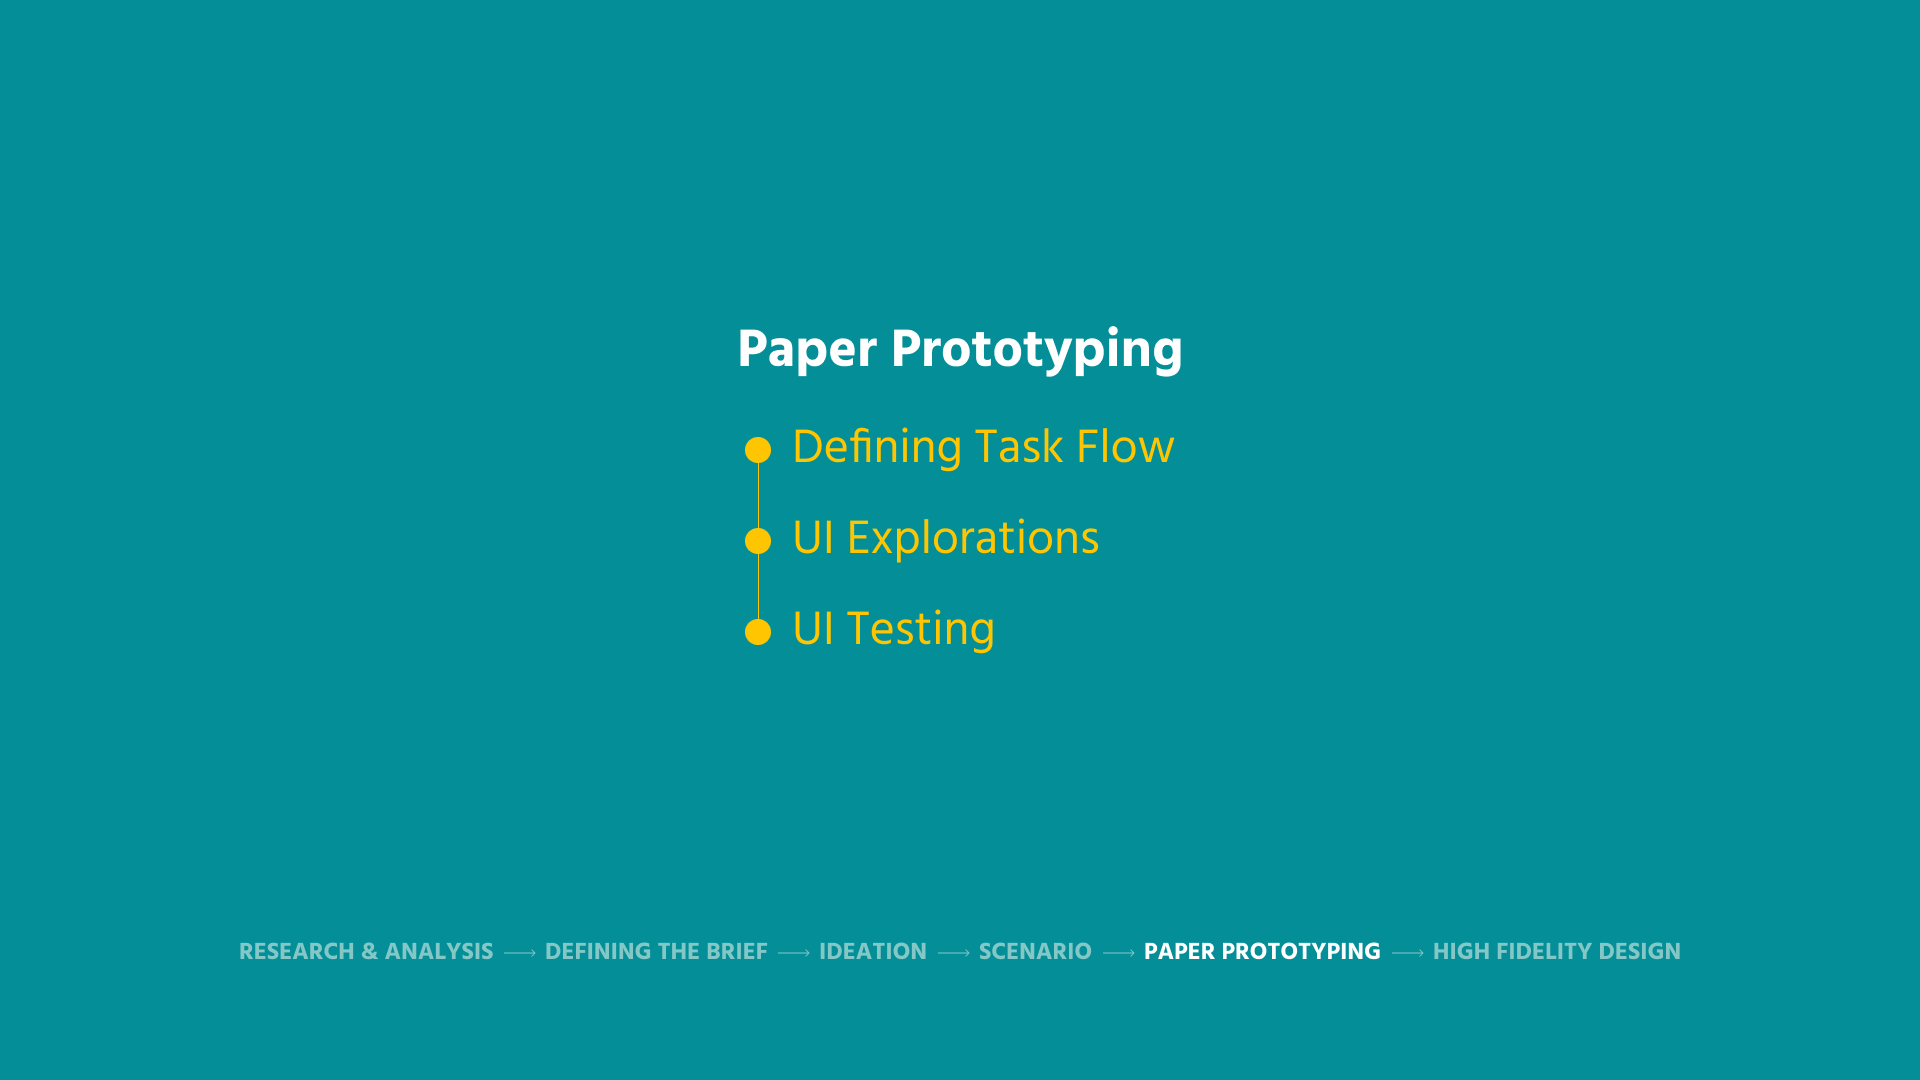 Paper Prototyping
Defining Task Flow
UI Explorations
UI Testing
RESEARCH & ANALYSIS → DEFINING THE BRIEF → IDEATION → SCENARIO → PAPER PROTOTYPING → HIGH FIDELITY DESIGN